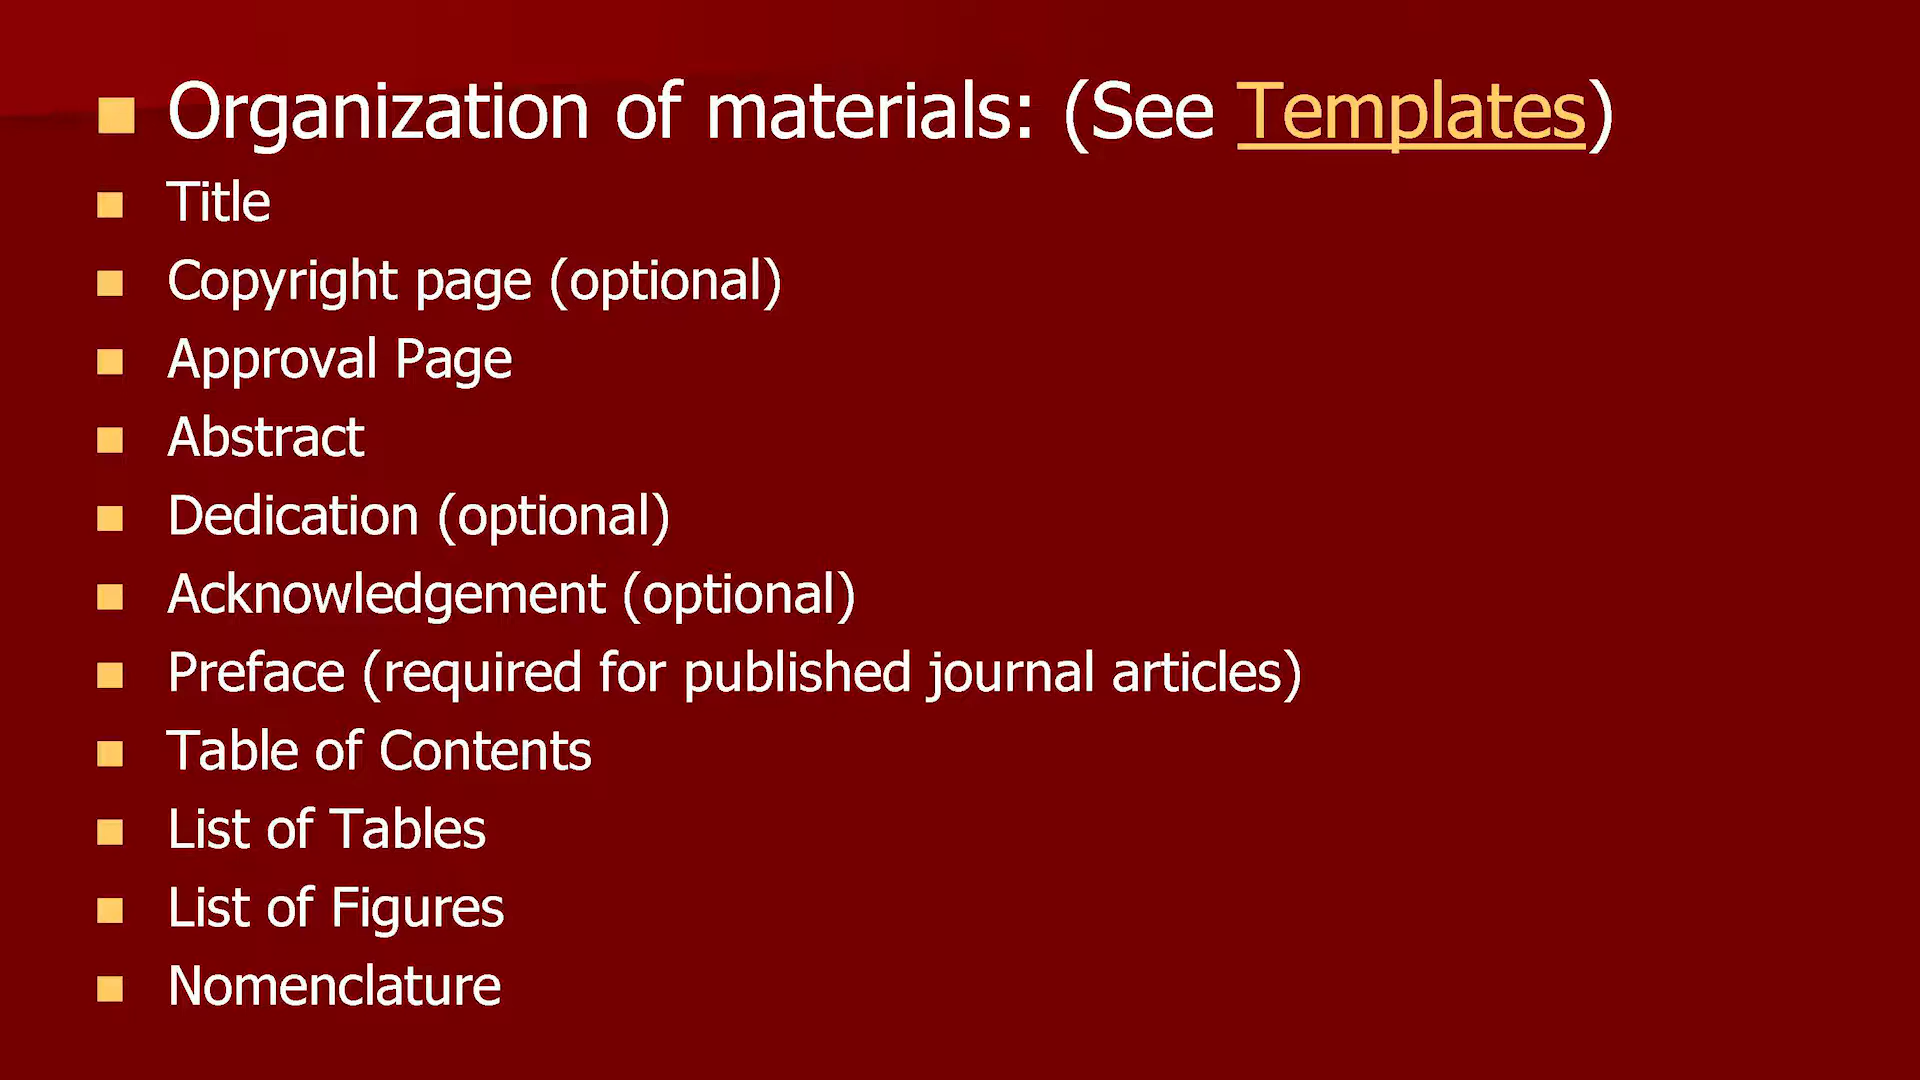 Organization of materials: (See Templates)
Title
Copyright page (optional)
Approval Page
Abstract
Dedication (optional)
Acknowledgement (optional)
Preface (required for published journal articles)
Table of Contents
List of Tables
List of Figures
Nomenclature